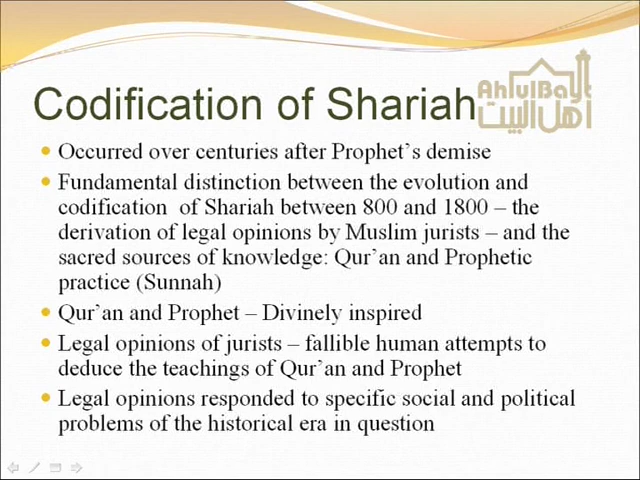 Codification of Shariah
AhlulBayt
اهل البيت
Occurred over centuries after Prophet's demise
Fundamental distinction between the evolution and
codification of Shariah between 800 and 1800 – the
derivation of legal opinions by Muslim jurists – and the
sacred sources of knowledge: Qur'an and Prophetic
practice (Sunnah)
Qur'an and Prophet – Divinely inspired
Legal opinions of jurists – fallible human attempts to
deduce the teachings of Qur'an and Prophet
Legal opinions responded to specific social and political
problems of the historical era in question